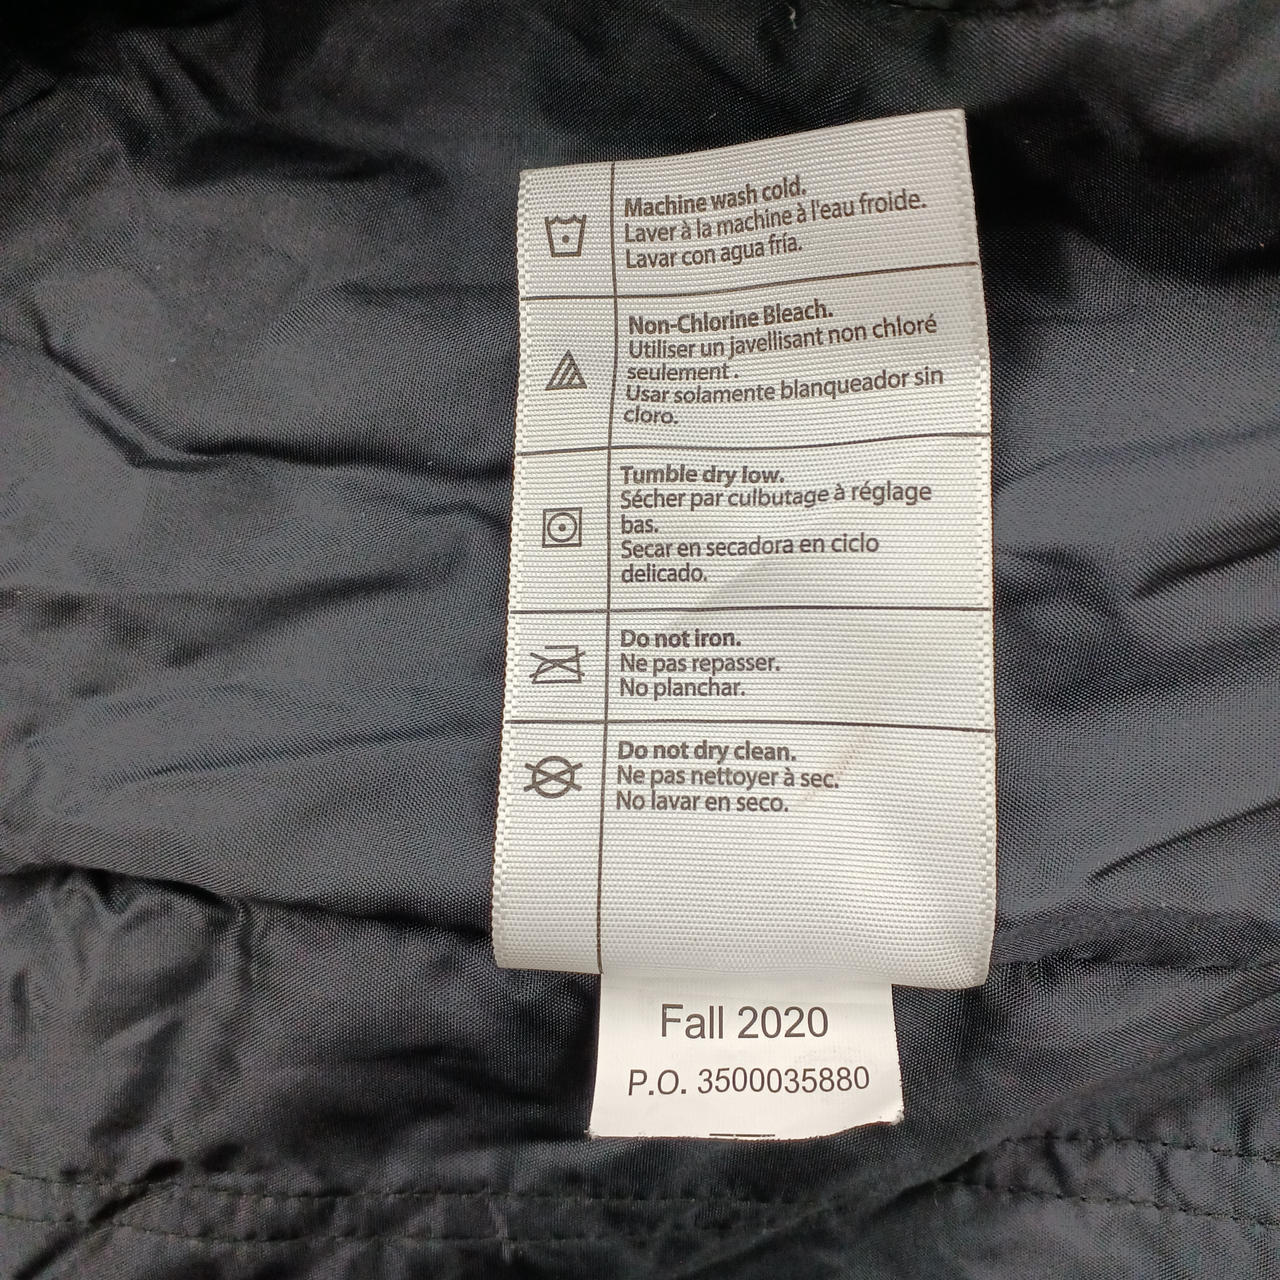 Machine wash cold.
Laver à la machine à l'eau froide.
Lavar con agua fría.
Non-Chlorine Bleach.
Utiliser un javellisant non chloré
seulement .
Usar solamente blanqueador sin
cloro.
Tumble dry low.
Sécher par culbutage à réglage
bas.
Secar en secadora en ciclo
delicado.
Do not iron.
Ne pas repasser.
No planchar.
Do not dry clean.
Ne pas nettoyer à sec.
No lavar en seco.
Fall 2020
P.O. 3500035880